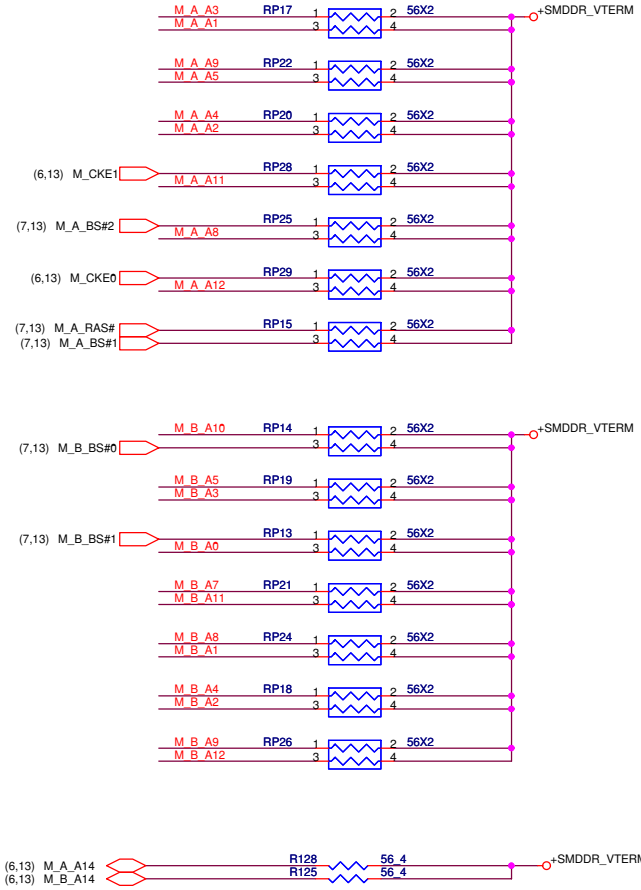 M_A_A3 RP17 1 2 56X2 +SMDDR_VTERM
M_A_A1 3 4
M_A_A9 RP22 1 2 56X2
M_A_A5 3 4
M_A_A4 RP20 1 2 56X2
M_A_A2 3 4
(6,13) M_CKE1 RP28 1 2 56X2
M_A_A11 3 4
(7,13) M_A_BS#2 RP25 1 2 56X2
M_A_A8 3 4
(6,13) M_CKE0 RP29 1 2 56X2
M_A_A12 3 4
(7,13) M_A_RAS# RP15 1 2 56X2
(7,13) M_A_BS#1 3 4
M_B_A10 RP14 1 2 56X2 +SMDDR_VTERM
(7,13) M_B_BS#0 3 4
M_B_A5 RP19 1 2 56X2
M_B_A3 3 4
(7,13) M_B_BS#1 RP13 1 2 56X2
M_B_A0 3 4
M_B_A7 RP21 1 2 56X2
M_B_A11 3 4
M_B_A8 RP24 1 2 56X2
M_B_A1 3 4
M_B_A4 RP18 1 2 56X2
M_B_A2 3 4
M_B_A9 RP26 1 2 56X2
M_B_A12 3 4
(6,13) M_A_A14 R128 56_4 +SMDDR_VTERM
(6,13) M_B_A14 R125 56_4